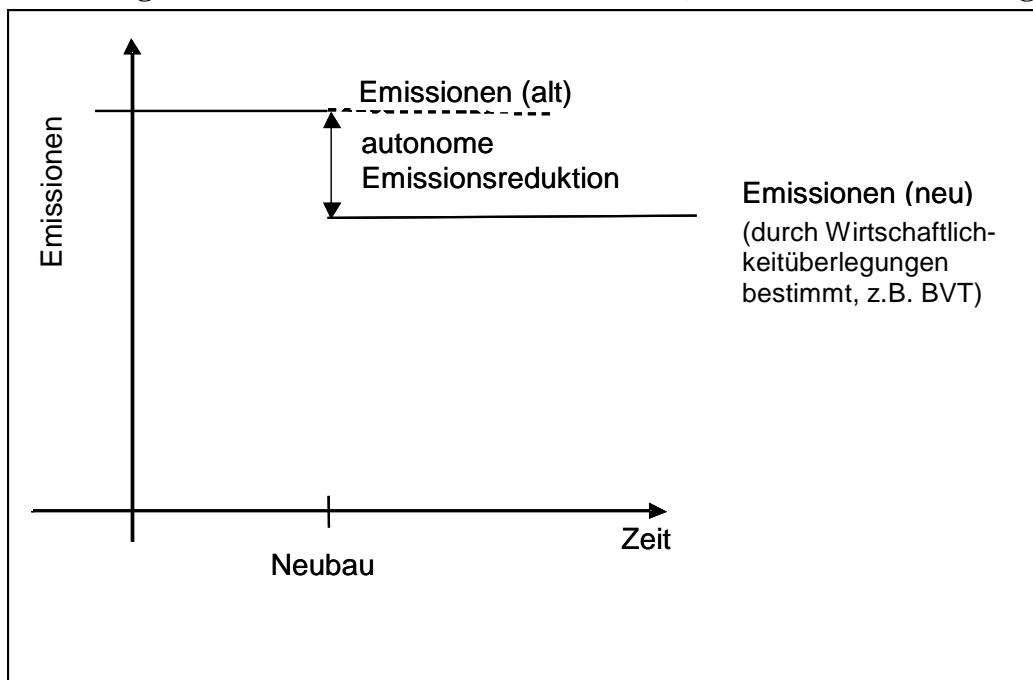 Emissionen (alt)
autonome
Emissionsreduktion
Emissionen
Emissionen (neu)
(durch Wirtschaftlich-
keitüberlegungen
bestimmt, z.B. BVT)
Zeit
Neubau